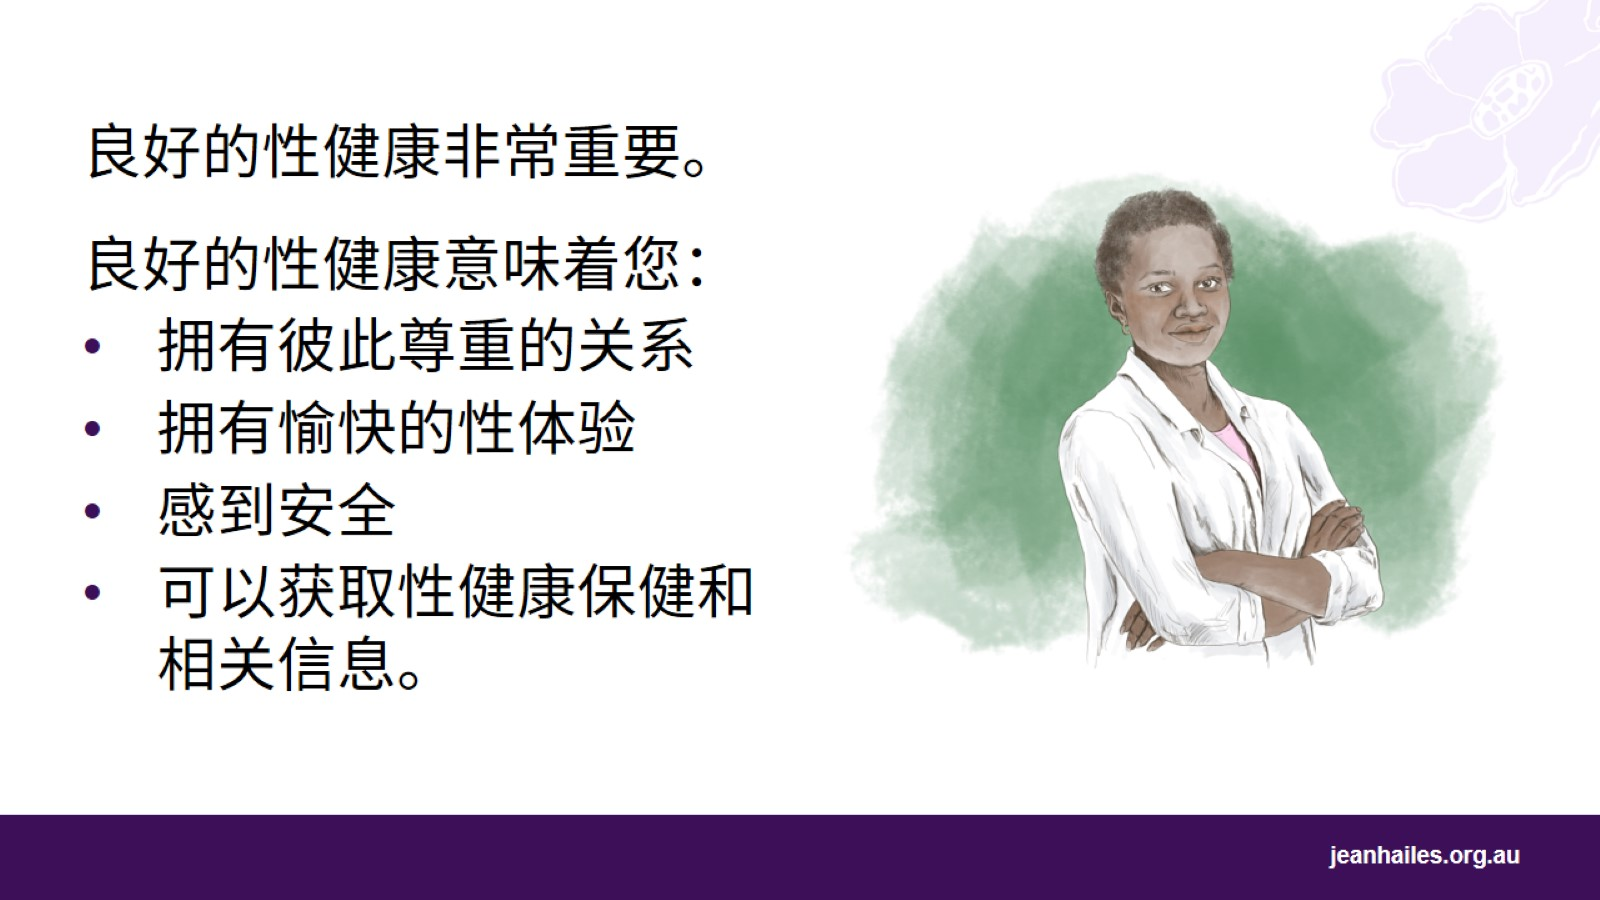 良好的性健康非常重要。
良好的性健康意味着您：
• 拥有彼此尊重的关系
• 拥有愉快的性体验
• 感到安全
• 可以获取性健康保健和
相关信息。
jeanhailes.org.au